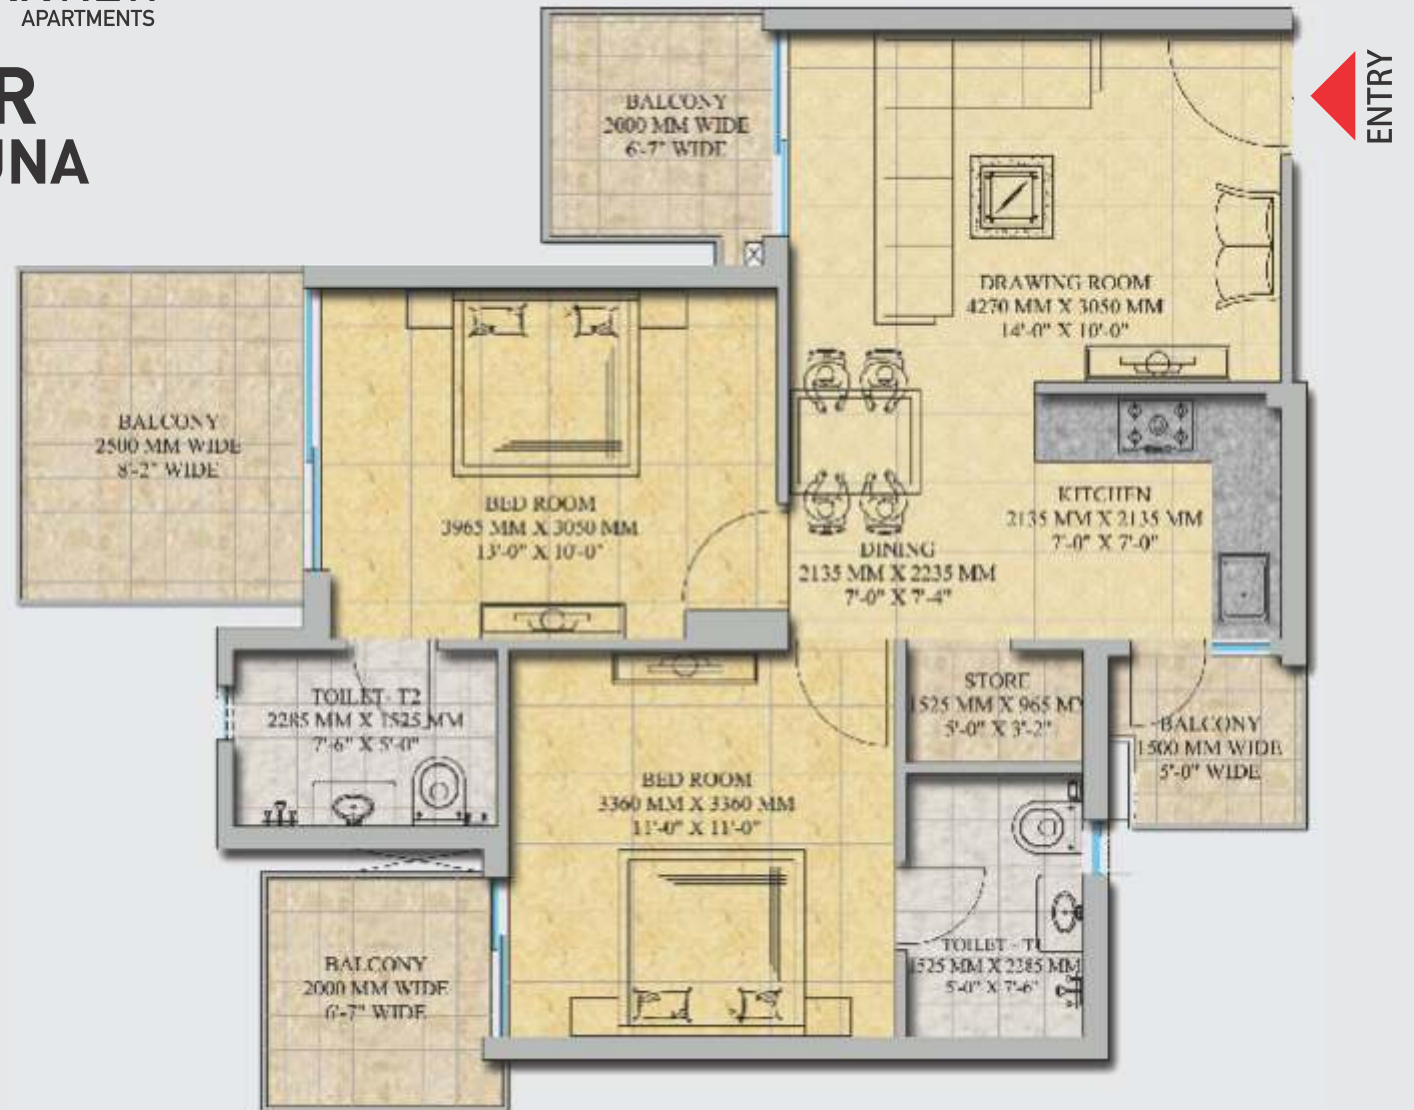 APARTMENTS
R
UNA
ENTRY
BALCONY
2000 MM WIDE
6'-7" WIDE
DRAWING ROOM
4270 MM X 3050 MM
14'-0" X 10'-0"
BALCONY
2500 MM WIDE
8'-2" WIDE
BED ROOM
3965 MM X 3050 MM
13'-0" X 10'-0"
KITCHEN
2135 MM X 2135 MM
7'-0" X 7'-0"
DINING
2135 MM X 2235 MM
7'-0" X 7'-4"
TOILET- T2
2285 MM X 1525 MM
7'-6" X 5'-0"
STORE
1525 MM X 965 MM
5'-0" X 3'-2"
BALCONY
1500 MM WIDE
5'-0" WIDE
BED ROOM
3360 MM X 3360 MM
11'-0" X 11'-0"
TOILET - T1
1525 MM X 2285 MM
5'-0" X 7'-6"
BALCONY
2000 MM WIDE
6'-7" WIDE